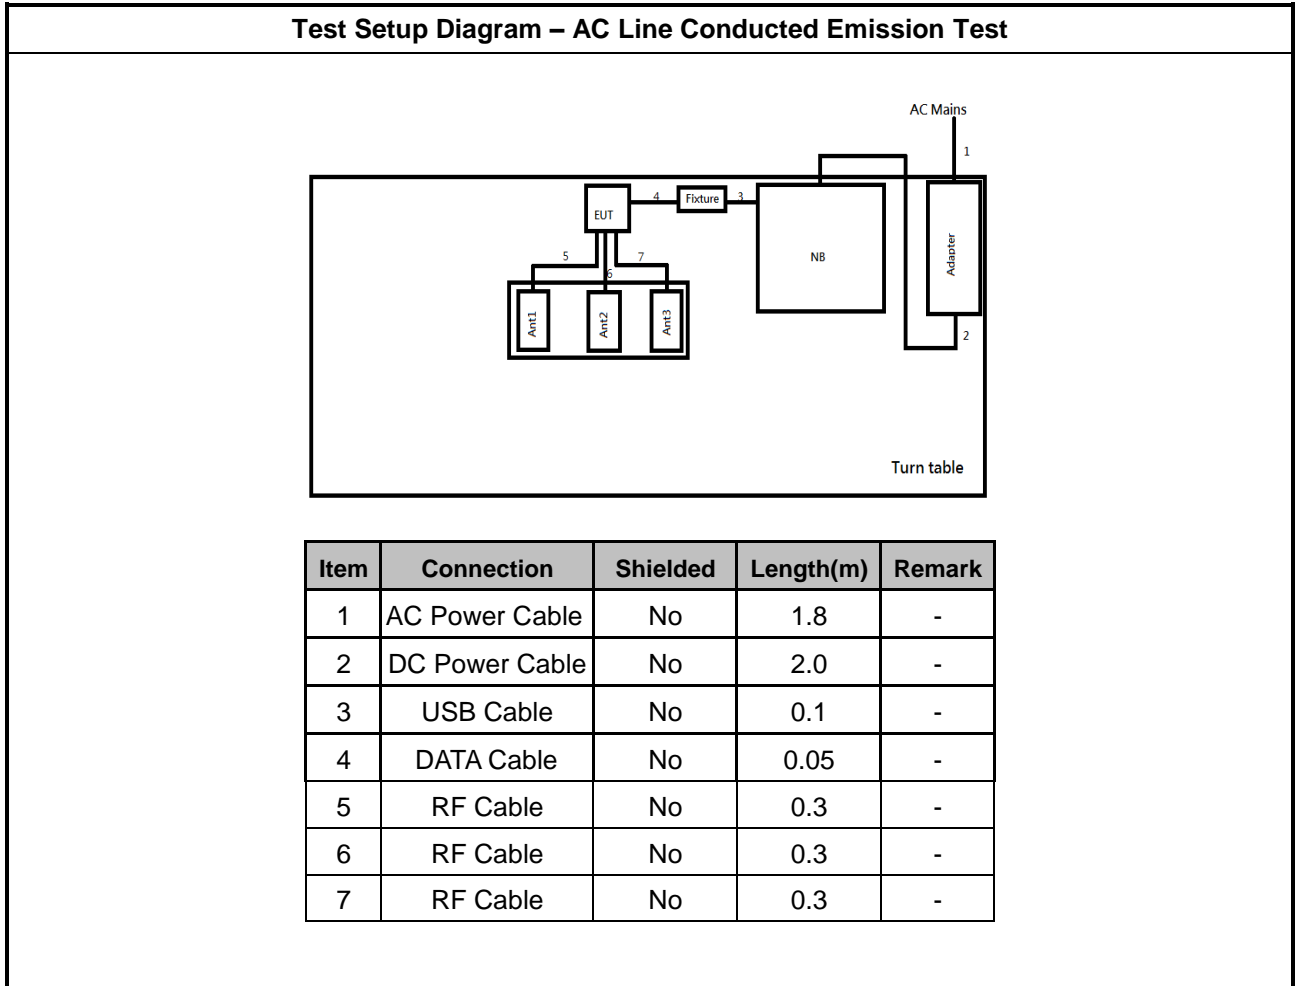 Test Setup Diagram – AC Line Conducted Emission Test
AC Mains
1
EUT
4
Fixture
3
NB
Adapter
2
5
6
7
Ant1
Ant2
Ant3
Turn table
Item Connection Shielded Length(m) Remark
1 AC Power Cable No 1.8 -
2 DC Power Cable No 2.0 -
3 USB Cable No 0.1 -
4 DATA Cable No 0.05 -
5 RF Cable No 0.3 -
6 RF Cable No 0.3 -
7 RF Cable No 0.3 -